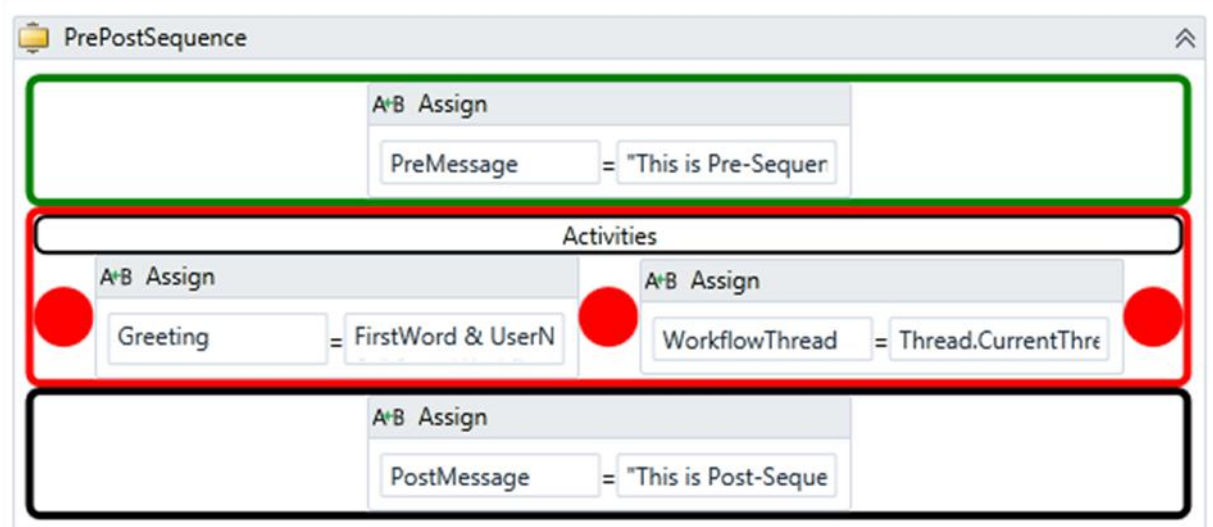 PrePostSequence
A+B Assign
PreMessage = "This is Pre-Sequen
Activities
A+B Assign
Greeting = FirstWord & UserN
A+B Assign
WorkflowThread = Thread.CurrentThre
A+B Assign
PostMessage = "This is Post-Seque